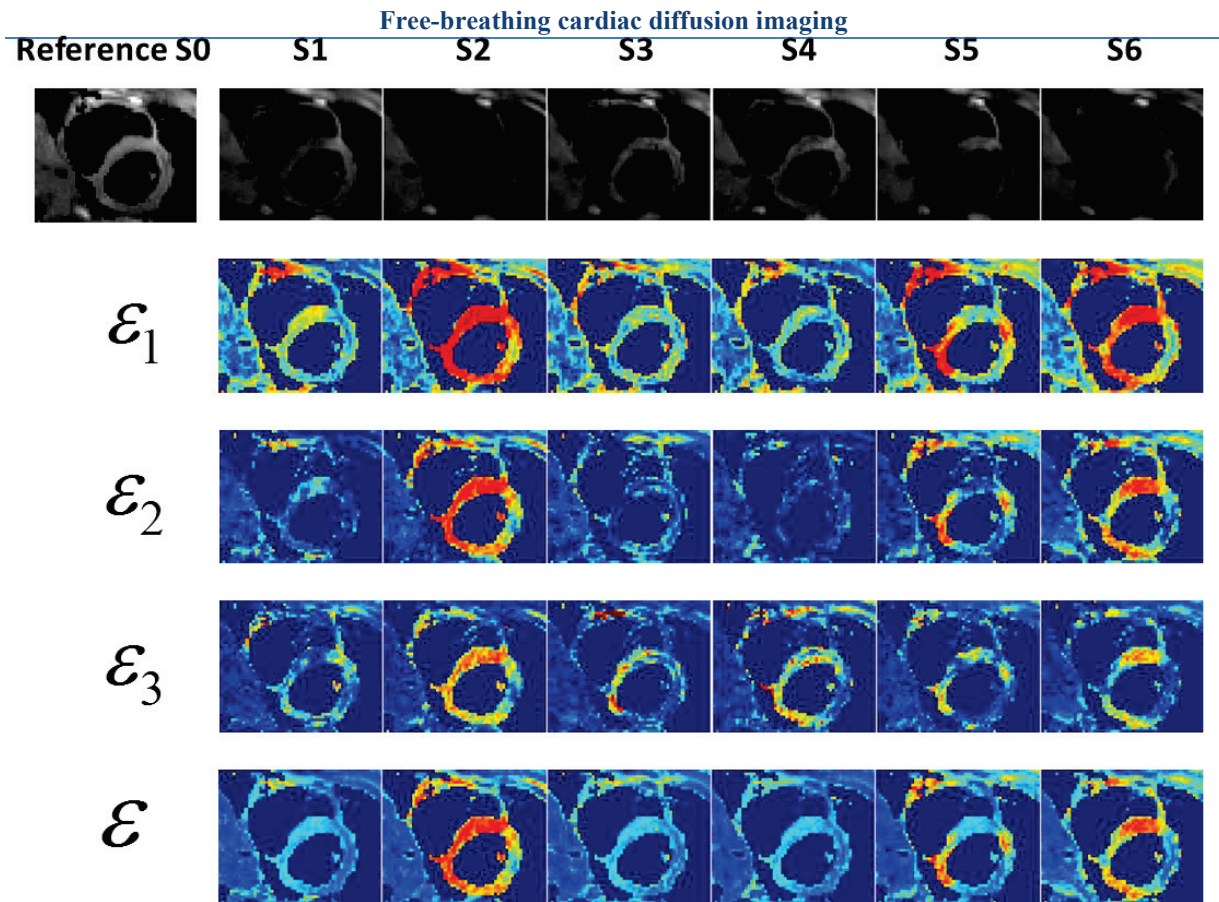 Free-breathing cardiac diffusion imaging
Reference S0 S1 S2 S3 S4 S5 S6
ε₁
ε₂
ε₃
ε